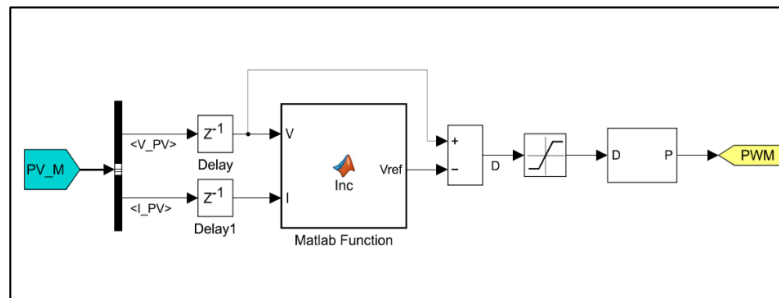 PV_M
<V_PV>
Z-1
Delay
<I_PV>
Z-1
Delay1
V
I
Inc
Vref
Matlab Function
+
−
D
D
P
PWM